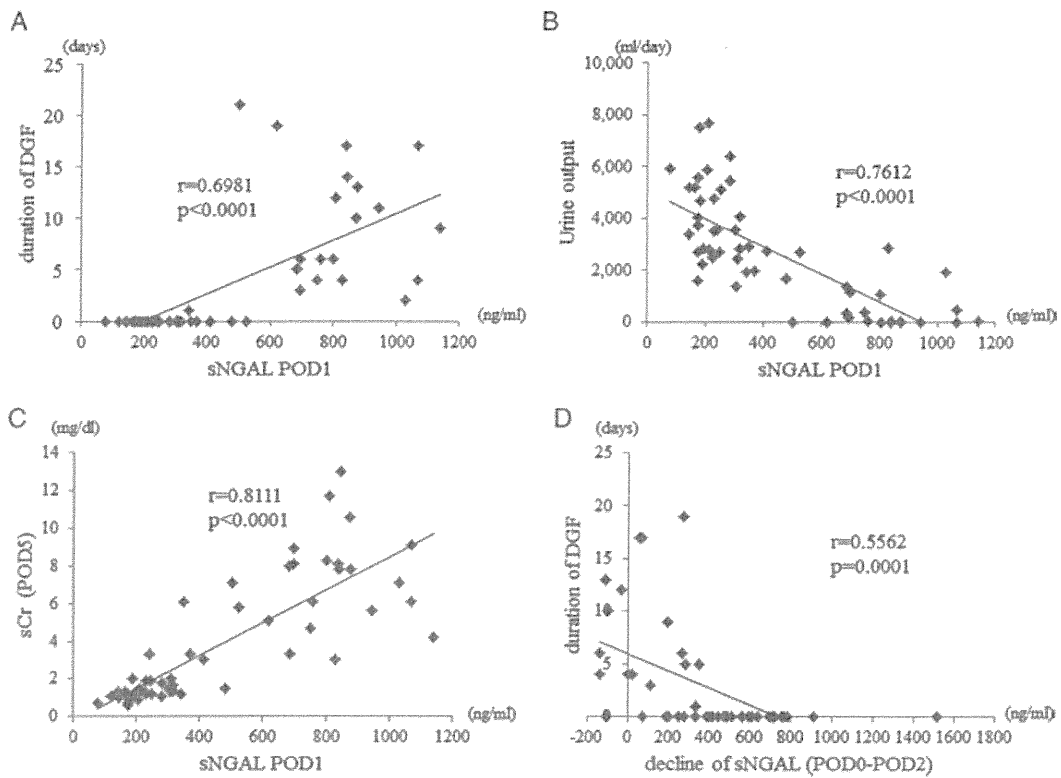 A
(days)
25
20
15
10
5
0
duration of DGF
r=0.6981
p<0.0001
0 200 400 600 800 1000 1200
(ng/ml)
sNGAL POD1
B
(ml/day)
10,000
8,000
6,000
4,000
2,000
0
Urine output
r=0.7612
p<0.0001
0 200 400 600 800 1000 1200
(ng/ml)
sNGAL POD1
C
(mg/dl)
14
12
10
8
6
4
2
0
sCr (POD5)
r=0.8111
p<0.0001
0 200 400 600 800 1000 1200
(ng/ml)
sNGAL POD1
D
(days)
25
20
15
10
5
0
duration of DGF
r=0.5562
p=0.0001
-200 0 200 400 600 800 1000 1200 1400 1600 1800
(ng/ml)
decline of sNGAL (POD0-POD2)